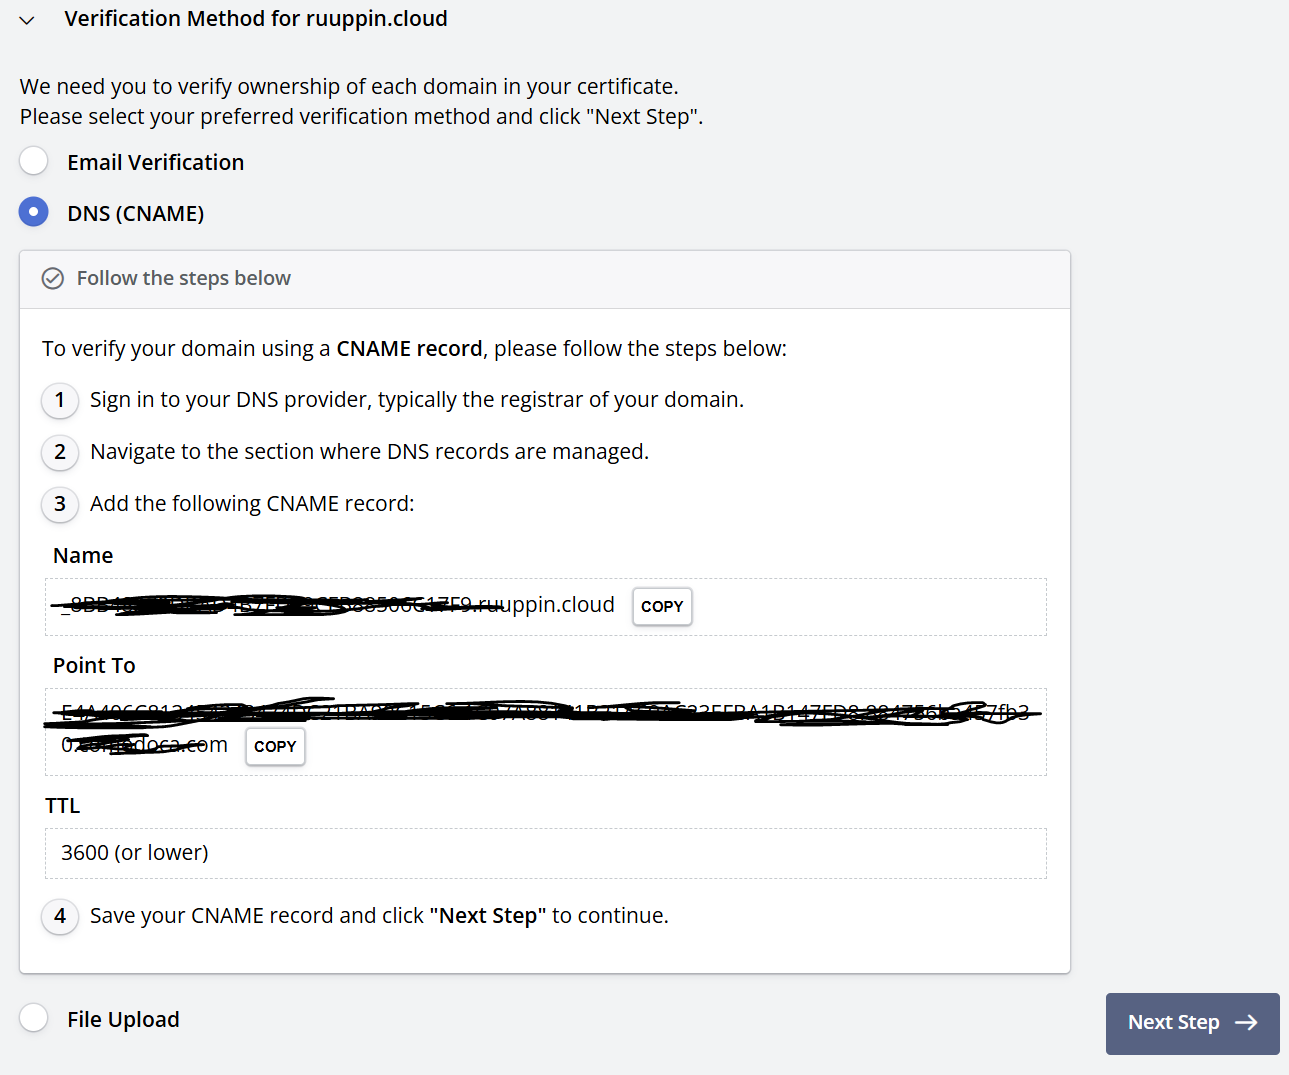 Verification Method for ruuppin.cloud
We need you to verify ownership of each domain in your certificate.
Please select your preferred verification method and click "Next Step".
Email Verification
DNS (CNAME)
Follow the steps below
To verify your domain using a CNAME record, please follow the steps below:
1 Sign in to your DNS provider, typically the registrar of your domain.
2 Navigate to the section where DNS records are managed.
3 Add the following CNAME record:
Name
.ruuppin.cloud COPY
Point To
COPY
TTL
3600 (or lower)
4 Save your CNAME record and click "Next Step" to continue.
File Upload
Next Step →